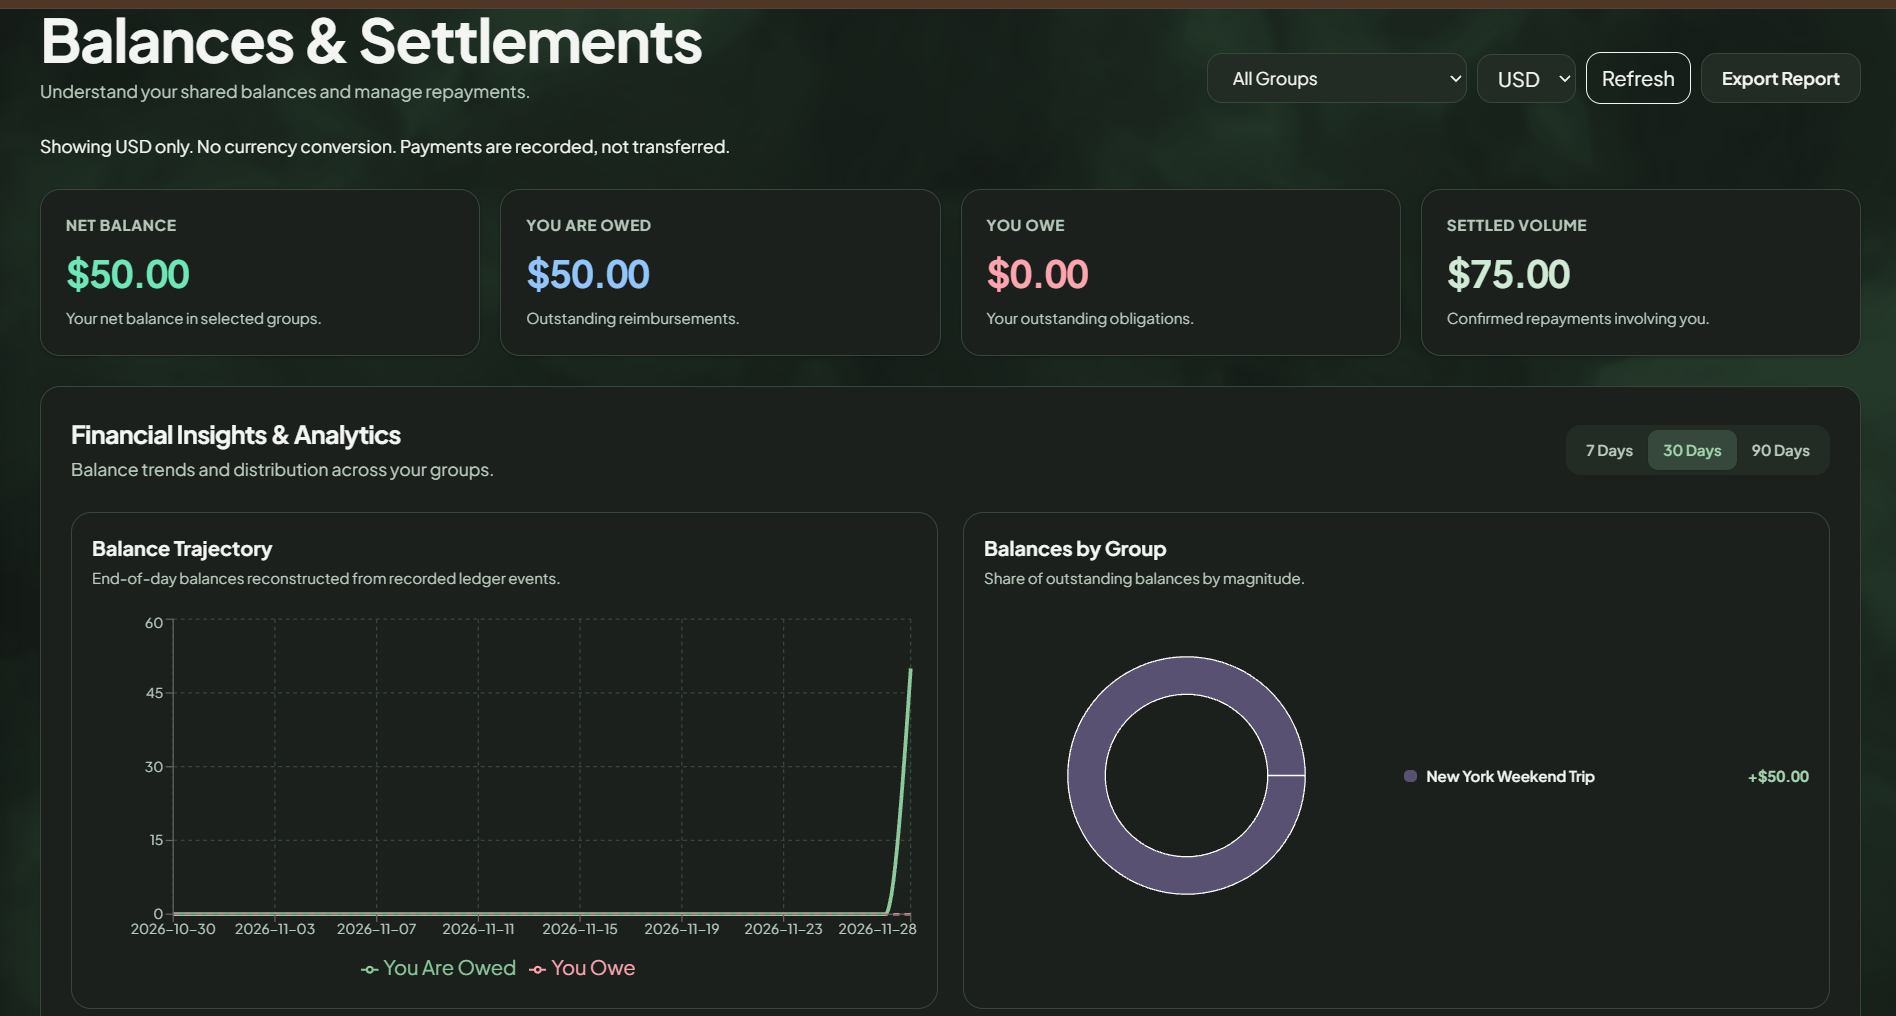 Balances & Settlements
Understand your shared balances and manage repayments.
All Groups
USD
Refresh
Export Report
Showing USD only. No currency conversion. Payments are recorded, not transferred.
NET BALANCE
$50.00
Your net balance in selected groups.
YOU ARE OWED
$50.00
Outstanding reimbursements.
YOU OWE
$0.00
Your outstanding obligations.
SETTLED VOLUME
$75.00
Confirmed repayments involving you.
Financial Insights & Analytics
Balance trends and distribution across your groups.
7 Days
30 Days
90 Days
Balance Trajectory
End-of-day balances reconstructed from recorded ledger events.
60
45
30
15
0
2026-10-30
2026-11-03
2026-11-07
2026-11-11
2026-11-15
2026-11-19
2026-11-23
2026-11-28
You Are Owed
You Owe
Balances by Group
Share of outstanding balances by magnitude.
New York Weekend Trip
+$50.00